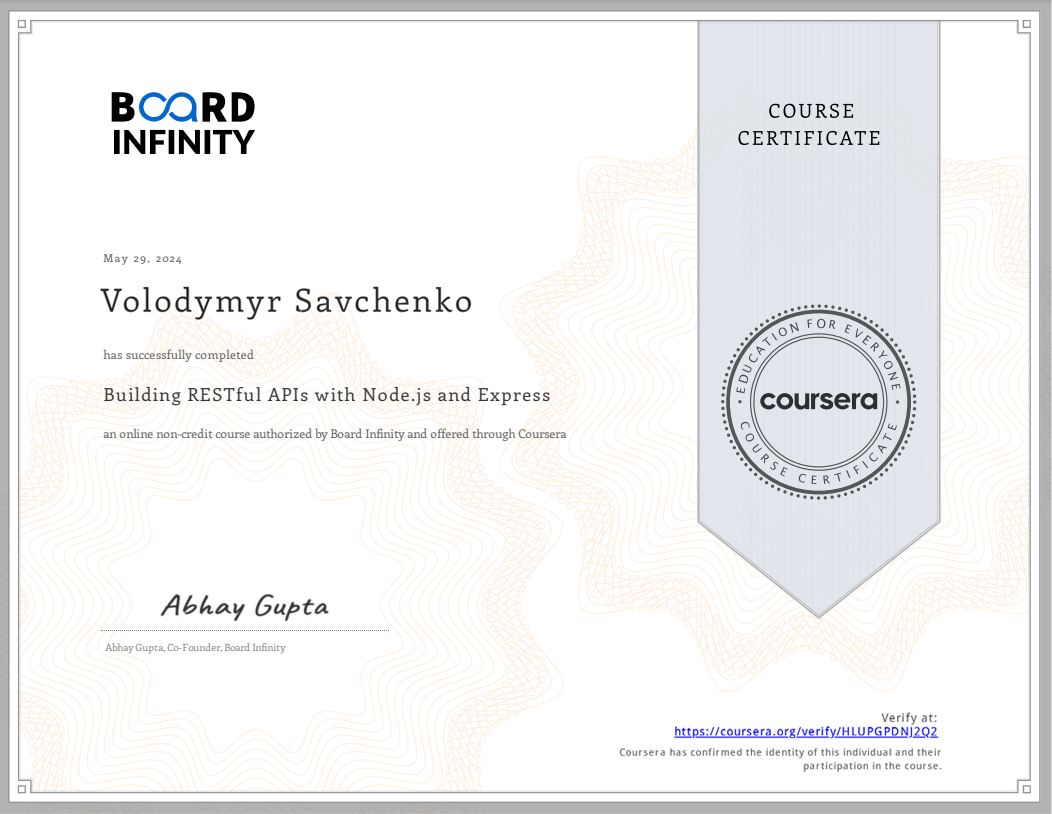 BOARD
INFINITY
COURSE
CERTIFICATE
May 29, 2024
Volodymyr Savchenko
has successfully completed
Building RESTful APIs with Node.js and Express
an online non-credit course authorized by Board Infinity and offered through Coursera
EDUCATION FOR EVERYONE
coursera
COURSE CERTIFICATE
Abhay Gupta
Abhay Gupta, Co-Founder, Board Infinity
Verify at:
https://coursera.org/verify/HLUPGPDNJ2Q2
Coursera has confirmed the identity of this individual and their
participation in the course.